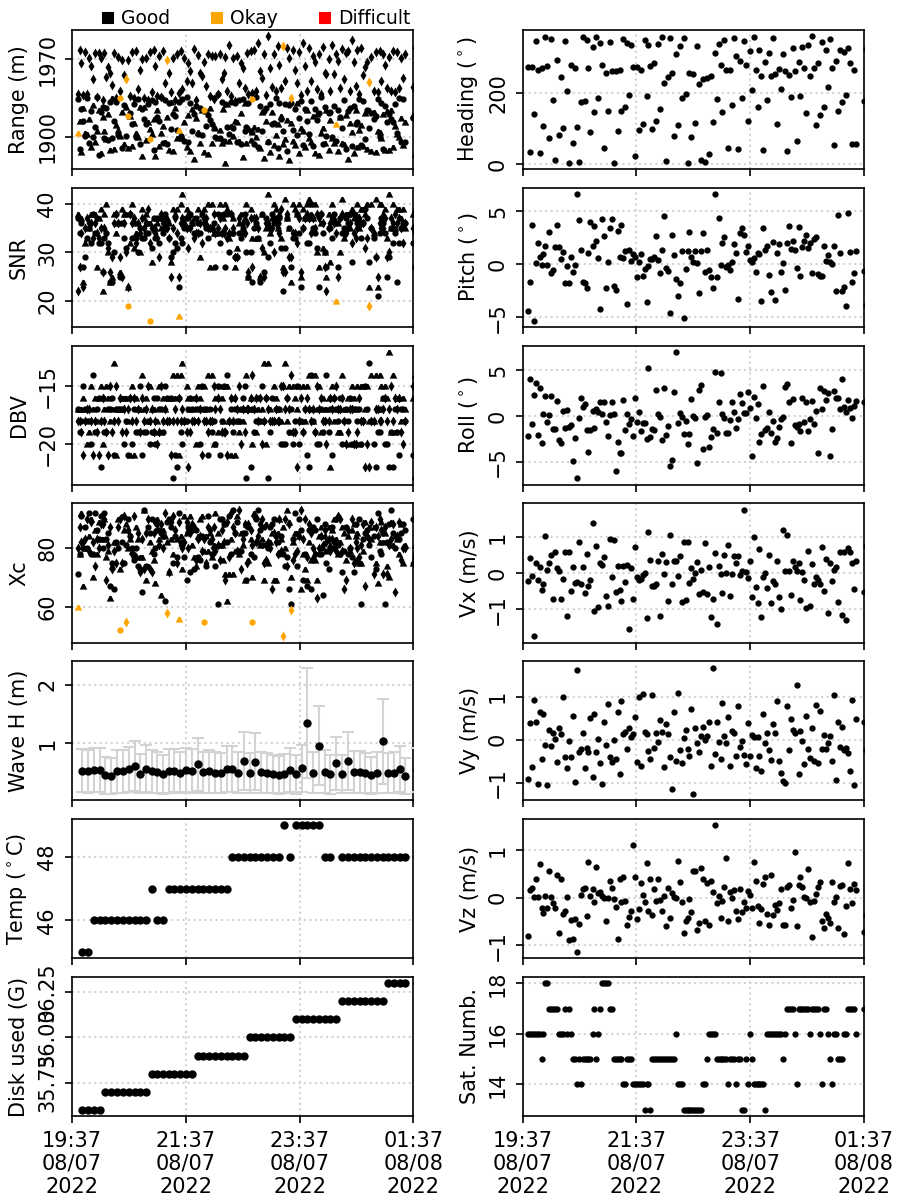 Good Okay Difficult
Range (m)
1970
1900
Heading (°)
200
0
SNR
40
30
20
Pitch (°)
5
0
−5
DBV
−15
−20
Roll (°)
5
0
−5
Xc
80
60
Vx (m/s)
1
0
−1
Wave H (m)
2
1
Vy (m/s)
1
0
−1
Temp (°C)
48
46
Vz (m/s)
1
0
−1
Disk used (G)
36.25
36.00
35.75
Sat. Numb.
18
16
14
19:37 21:37 23:37 01:37
08/07 08/07 08/07 08/08
2022 2022 2022 2022
19:37 21:37 23:37 01:37
08/07 08/07 08/07 08/08
2022 2022 2022 2022